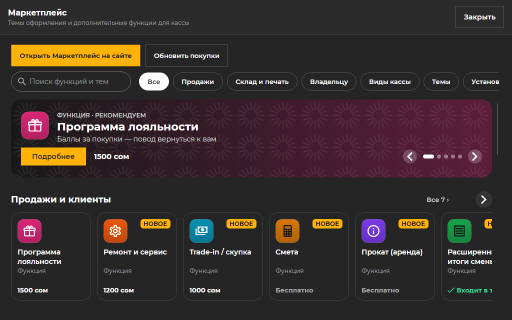 Маркетплейс
Темы оформления и дополнительные функции для кассы
Закрыть
Открыть Маркетплейс на сайте
Обновить покупки
Поиск функций и тем
Все
Продажи
Склад и печать
Владельцу
Виды кассы
Темы
ФУНКЦИЯ · РЕКОМЕНДУЕМ
Программа лояльности
Баллы за покупки — повод вернуться к вам
Подробнее
1500 сом
Продажи и клиенты
Все 7 ›
Программа лояльности
Функция
1500 сом
НОВОЕ
Ремонт и сервис
Функция
1200 сом
НОВОЕ
Trade-in / скупка
Функция
1000 сом
НОВОЕ
Смета
Функция
Бесплатно
НОВОЕ
Прокат (аренда)
Функция
Бесплатно
итоги
Функция
Входит в